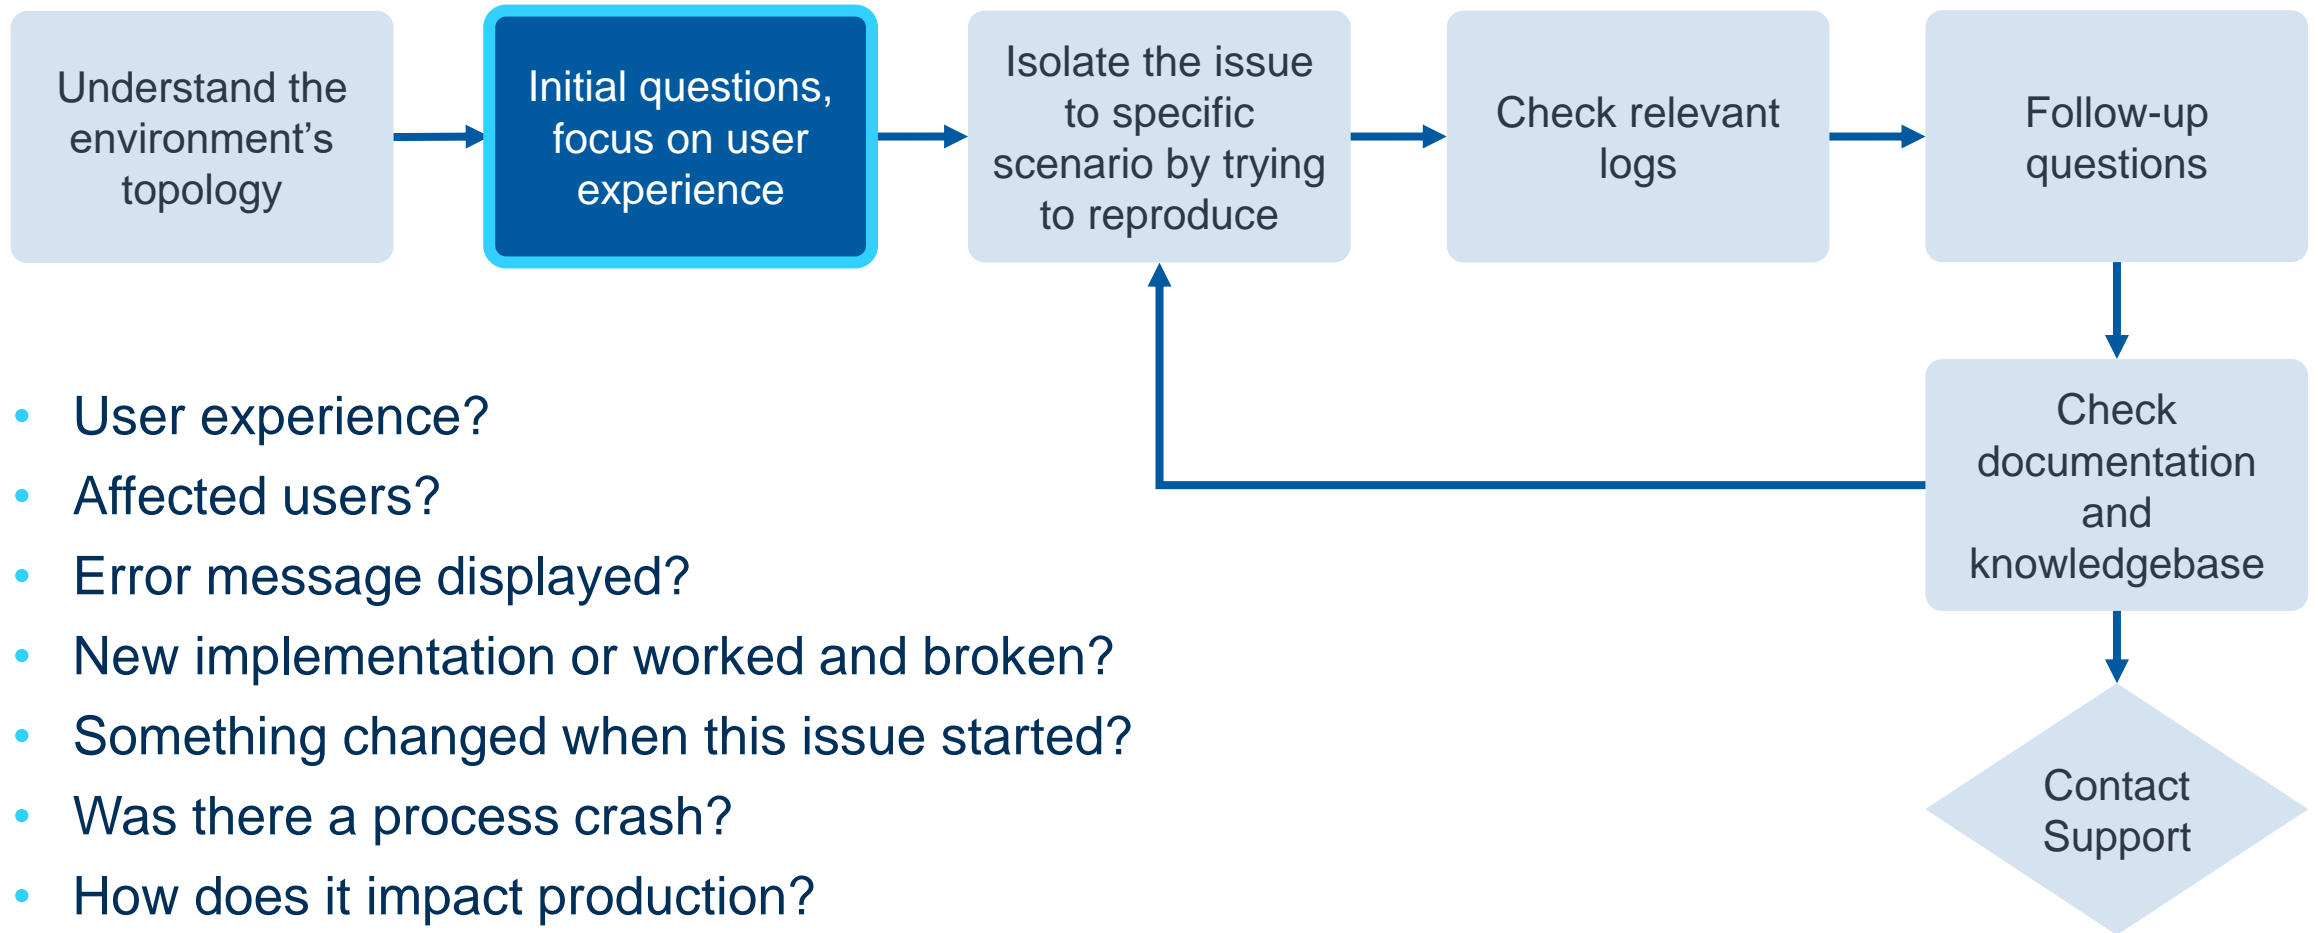 Understand the
environment’s
topology
Initial questions,
focus on user
experience
Isolate the issue
to specific
scenario by trying
to reproduce
Check relevant
logs
Follow-up
questions
Check
documentation
and
knowledgebase
Contact
Support
• User experience?
• Affected users?
• Error message displayed?
• New implementation or worked and broken?
• Something changed when this issue started?
• Was there a process crash?
• How does it impact production?